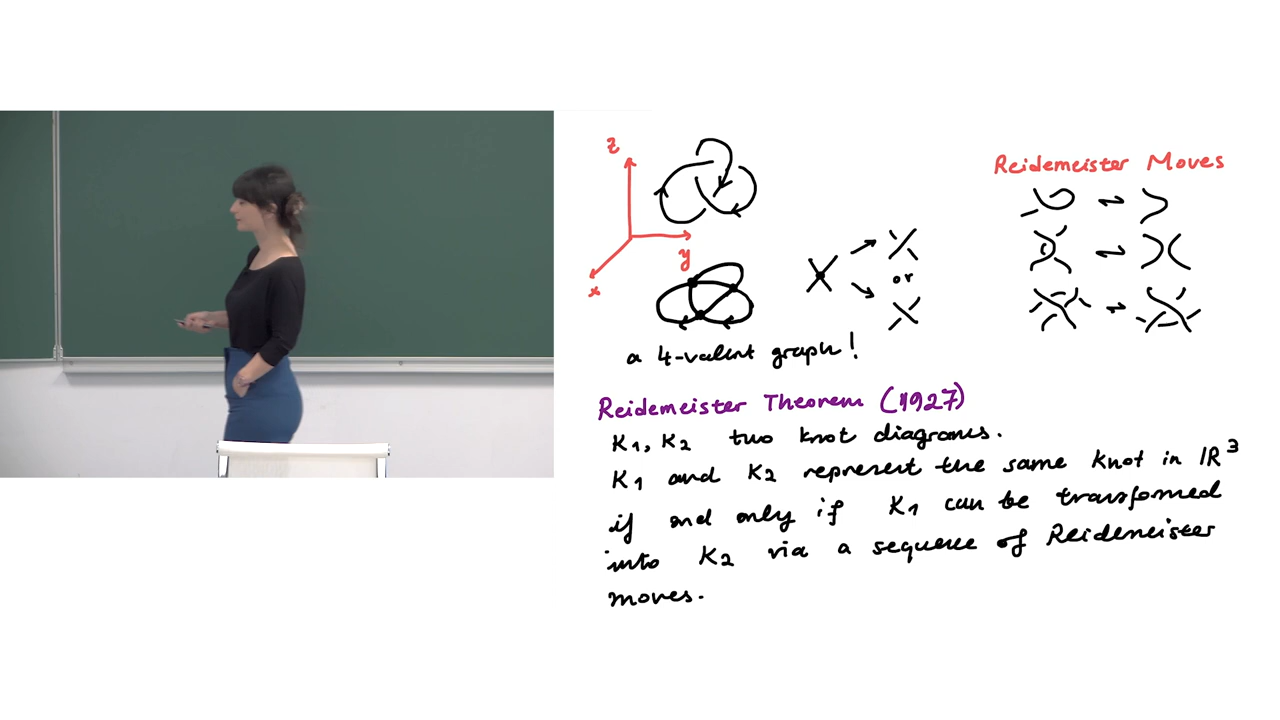 z
y
x
or
a 4-valent graph!
Reidemeister Moves
Reidemeister Theorem (1927)
K1, K2 two knot diagrams.
K1 and K2 represent the same knot in IR3
if and only if K1 can be transformed
into K2 via a sequence of Reidemeister
moves.